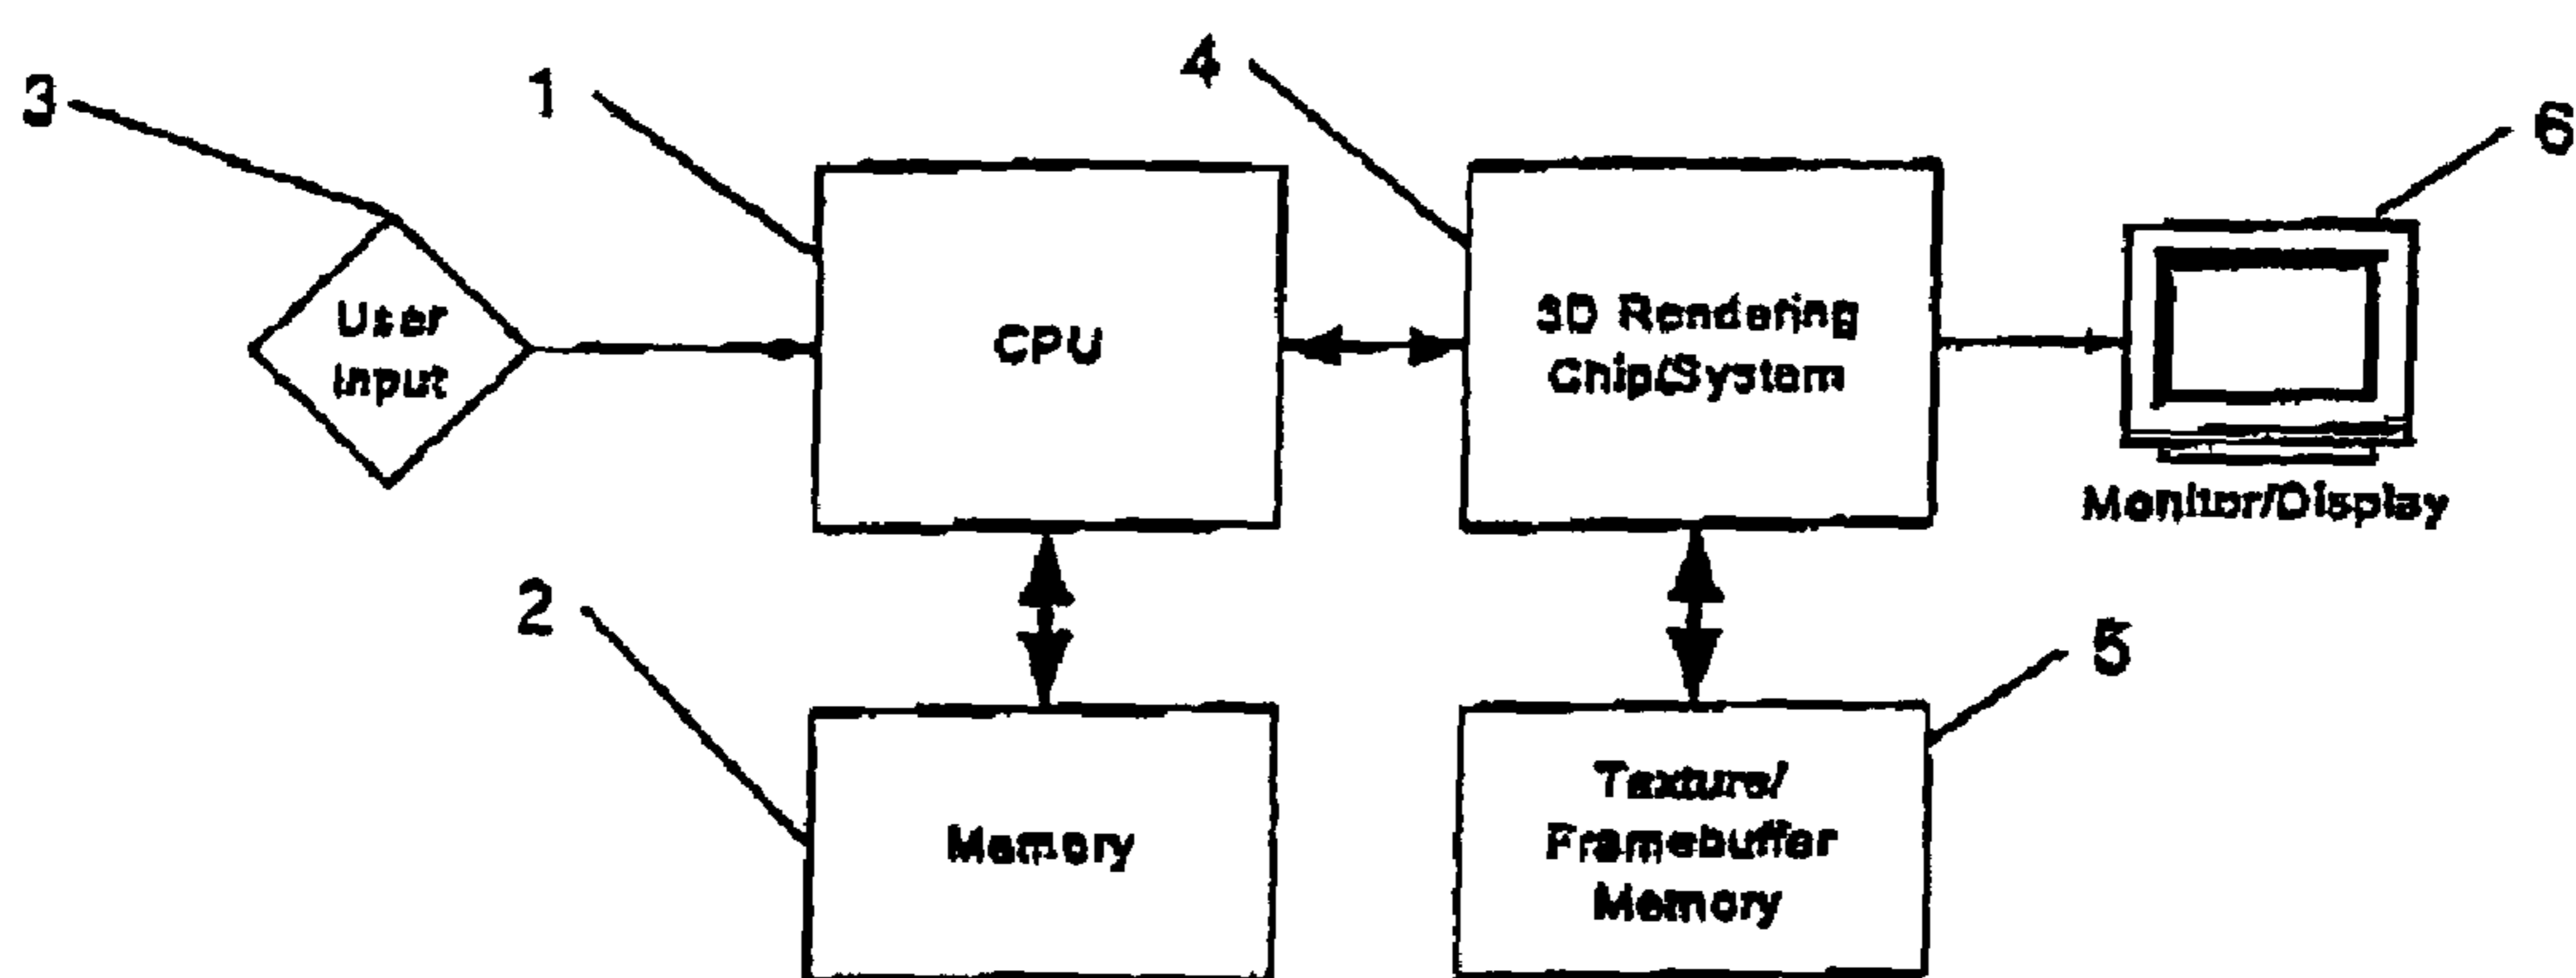 3
1
4
6
User
Input
CPU
3D Rendering
Chip/System
Monitor/Display
2
5
Memory
Texture/
Framebuffer
Memory